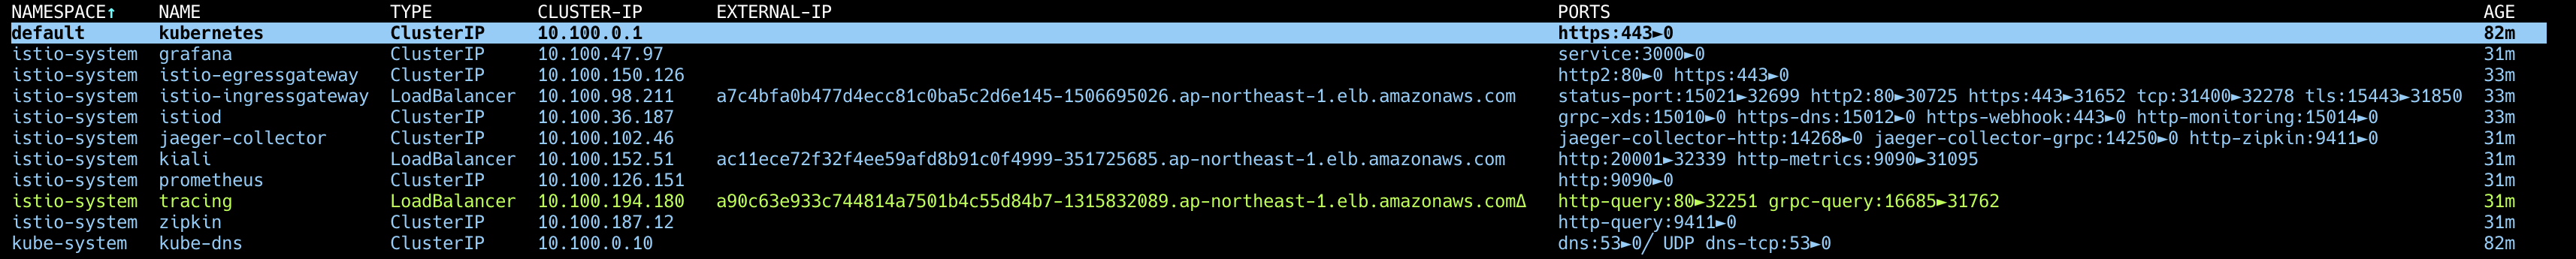 NAMESPACE↑ NAME TYPE CLUSTER-IP EXTERNAL-IP PORTS AGE
default kubernetes ClusterIP 10.100.0.1 https:443►0 82m
istio-system grafana ClusterIP 10.100.47.97 service:3000►0 31m
istio-system istio-egressgateway ClusterIP 10.100.150.126 http2:80►0 https:443►0 33m
istio-system istio-ingressgateway LoadBalancer 10.100.98.211 a7c4bfa0b477d4ecc81c0ba5c2d6e145-1506695026.ap-northeast-1.elb.amazonaws.com status-port:15021►32699 http2:80►30725 https:443►31652 tcp:31400►32278 tls:15443►31850 33m
istio-system istiod ClusterIP 10.100.36.187 grpc-xds:15010►0 https-dns:15012►0 https-webhook:443►0 http-monitoring:15014►0 33m
istio-system jaeger-collector ClusterIP 10.100.102.46 jaeger-collector-http:14268►0 jaeger-collector-grpc:14250►0 http-zipkin:9411►0 31m
istio-system kiali LoadBalancer 10.100.152.51 ac11ece72f32f4ee59afd8b91c0f4999-351725685.ap-northeast-1.elb.amazonaws.com http:20001►32339 http-metrics:9090►31095 31m
istio-system prometheus ClusterIP 10.100.126.151 http:9090►0 31m
istio-system tracing LoadBalancer 10.100.194.180 a90c63e933c744814a7501b4c55d84b7-1315832089.ap-northeast-1.elb.amazonaws.comΔ http-query:80►32251 grpc-query:16685►31762 31m
istio-system zipkin ClusterIP 10.100.187.12 http-query:9411►0 31m
kube-system kube-dns ClusterIP 10.100.0.10 dns:53►0╱UDP dns-tcp:53►0 82m